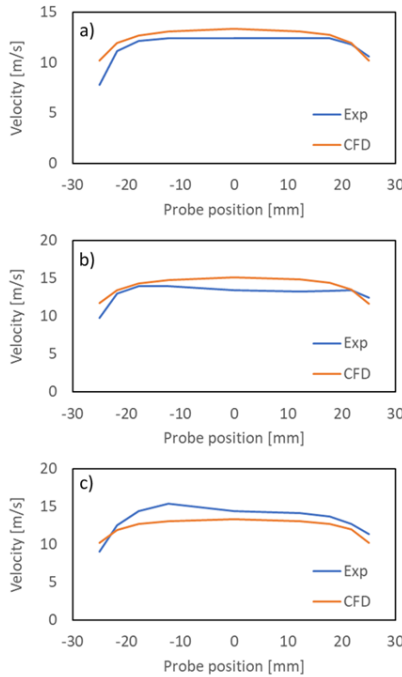 a)
Velocity [m/s]
15
10
5
0
Exp
CFD
-30 -20 -10 0 10 20 30
Probe position [mm]
b)
Velocity [m/s]
20
15
10
5
0
Exp
CFD
-30 -20 -10 0 10 20 30
Probe position [mm]
c)
Velocity [m/s]
20
15
10
5
0
Exp
CFD
-30 -20 -10 0 10 20 30
Probe position [mm]